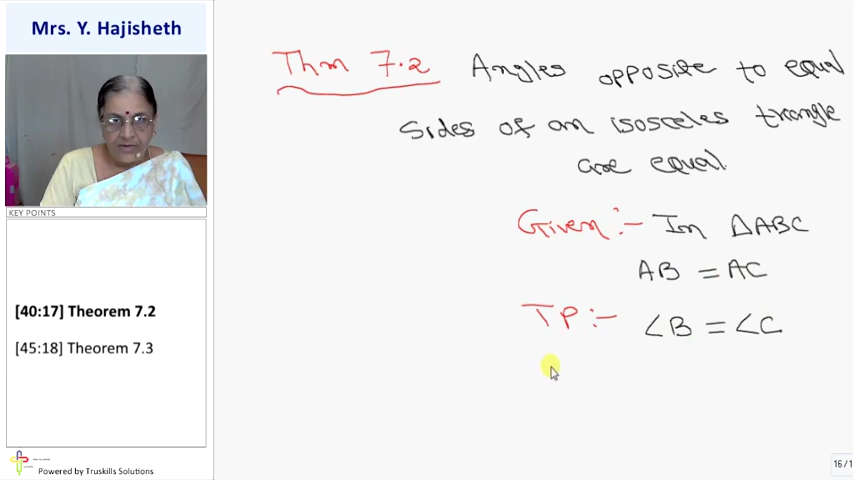 Mrs. Y. Hajisheth
KEY POINTS
[40:17] Theorem 7.2
[45:18] Theorem 7.3
Powered by Truskills Solutions
Thm 7.2 Angles opposite to equal
sides of an isosceles triangle
are equal
Given:- In ΔABC
AB = AC
TP:- ∠B = ∠C
16/1